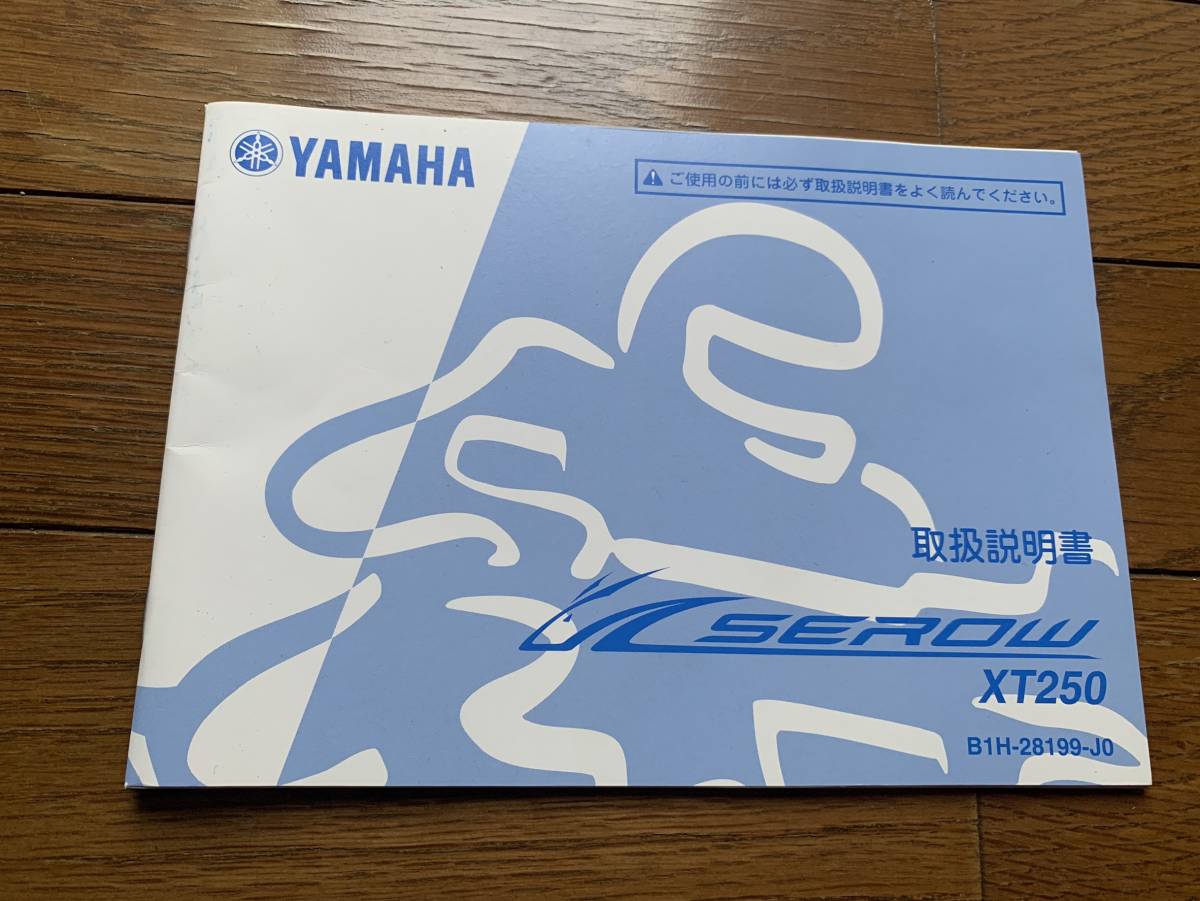 YAMAHA
ご使用の前には必ず取扱説明書をよく読んでください。
取扱説明書
SEROW
XT250
B1H-28199-J0